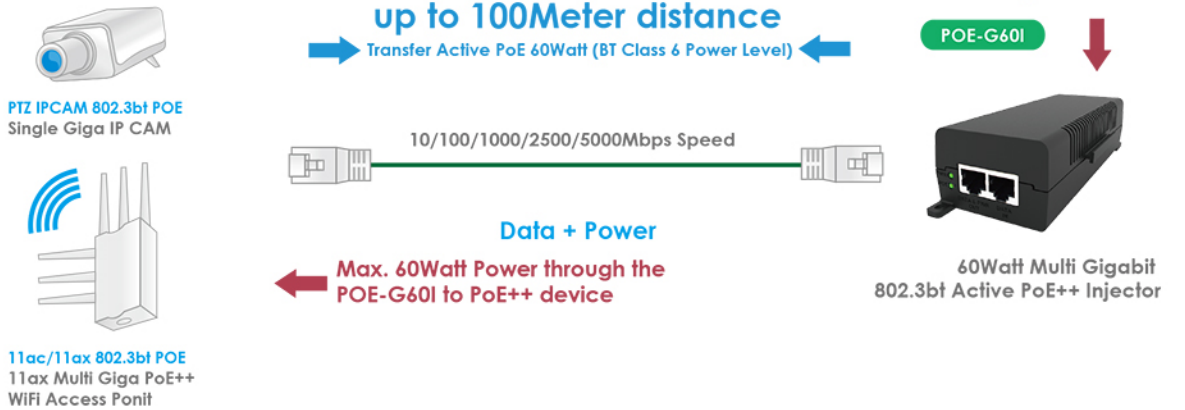 up to 100Meter distance
Transfer Active PoE 60Watt (BT Class 6 Power Level)
POE-G60I
PTZ IPCAM 802.3bt POE
Single Giga IP CAM
10/100/1000/2500/5000Mbps Speed
Data + Power
Max. 60Watt Power through the
POE-G60I to PoE++ device
60Watt Multi Gigabit
802.3bt Active PoE++ Injector
11ac/11ax 802.3bt POE
11ax Multi Giga PoE++
WiFi Access Ponit